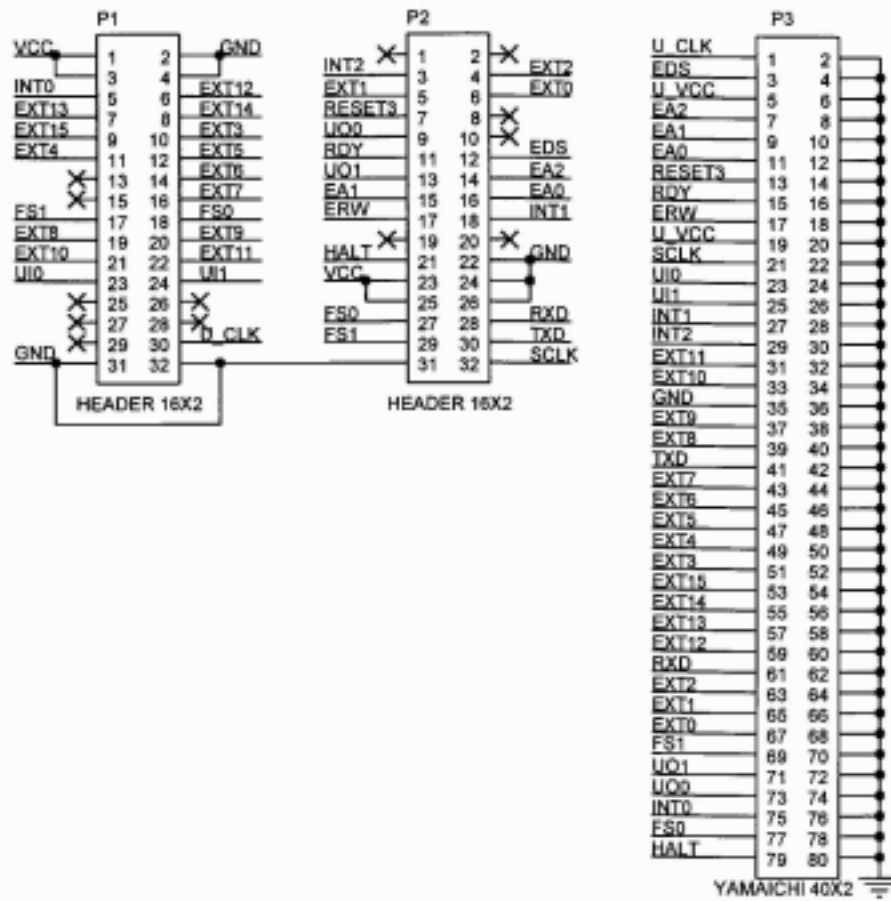 P1
VCC 1 2 GND
3 4
INT0 5 6 EXT12
EXT13 7 8 EXT14
EXT15 9 10 EXT3
EXT4 11 12 EXT5
13 14 EXT6
15 16 EXT7
FS1 17 18 FS0
EXT8 19 20 EXT9
EXT10 21 22 EXT11
UI0 23 24 UI1
25 26
27 28
29 30 U_CLK
GND 31 32
HEADER 16X2
P2
1 2
INT2 3 4 EXT2
EXT1 5 6 EXT0
RESET3 7 8
UO0 9 10
RDY 11 12 EDS
UO1 13 14 EA2
EA1 15 16 EA0
ERW 17 18 INT1
19 20
HALT 21 22 GND
VCC 23 24
25 26
FS0 27 28 RXD
FS1 29 30 TXD
31 32 SCLK
HEADER 16X2
P3
U_CLK 1 2
EDS 3 4
U_VCC 5 6
EA2 7 8
EA1 9 10
EA0 11 12
RESET3 13 14
RDY 15 16
ERW 17 18
U_VCC 19 20
SCLK 21 22
UI0 23 24
UI1 25 26
INT1 27 28
INT2 29 30
EXT11 31 32
EXT10 33 34
GND 35 36
EXT9 37 38
EXT8 39 40
TXD 41 42
EXT7 43 44
EXT6 45 46
EXT5 47 48
EXT4 49 50
EXT3 51 52
EXT15 53 54
EXT14 55 56
EXT13 57 58
EXT12 59 60
RXD 61 62
EXT2 63 64
EXT1 65 66
EXT0 67 68
FS1 69 70
UO1 71 72
UO0 73 74
INT0 75 76
FS0 77 78
HALT 79 80
YAMAICHI 40X2